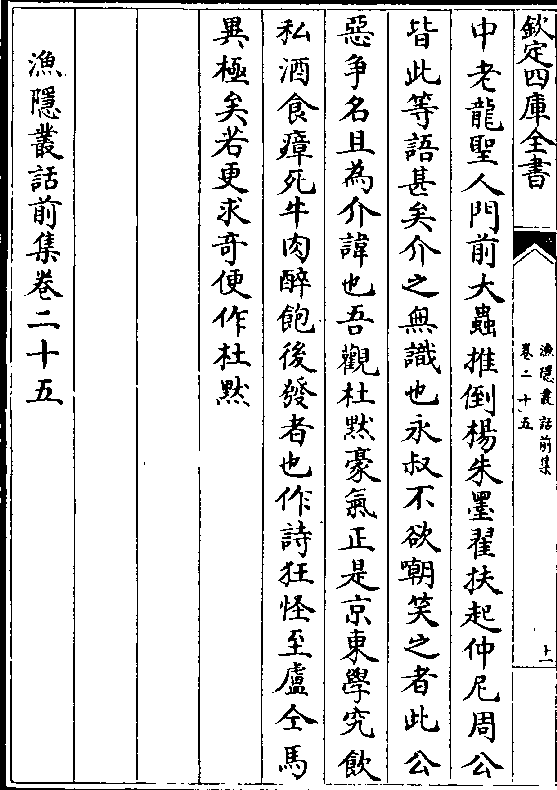 欽定四庫全書
漁隱叢話前集
卷二十五
十一
中老龍聖人門前大蟲推倒楊朱墨翟扶起仲尼周公
皆此等語甚矣介之無識也永叔不欲嘲笑之者此公
惡争名且為介諱也吾觀杜黙豪氣正是京東學究飲
私酒食瘴死牛肉醉飽後發者也作詩狂怪至盧仝馬
異極矣若更求奇便作杜黙
漁隱叢話前集卷二十五